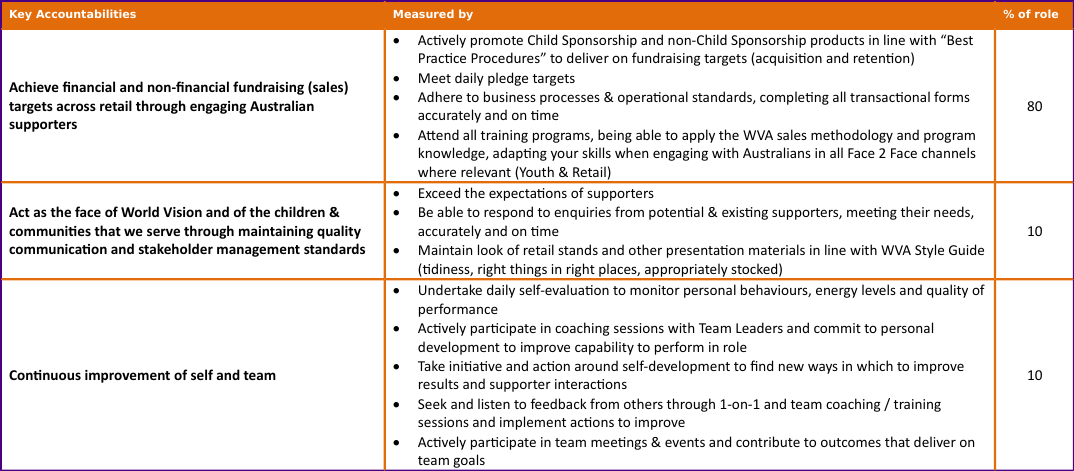 Key Accountabilities
Measured by
% of role
Achieve financial and non-financial fundraising (sales)
targets across retail through engaging Australian
supporters
• Actively promote Child Sponsorship and non-Child Sponsorship products in line with “Best
Practice Procedures” to deliver on fundraising targets (acquisition and retention)
• Meet daily pledge targets
• Adhere to business processes & operational standards, completing all transactional forms
accurately and on time
• Attend all training programs, being able to apply the WVA sales methodology and program
knowledge, adapting your skills when engaging with Australians in all Face 2 Face channels
where relevant (Youth & Retail)
80
Act as the face of World Vision and of the children &
communities that we serve through maintaining quality
communication and stakeholder management standards
• Exceed the expectations of supporters
• Be able to respond to enquiries from potential & existing supporters, meeting their needs,
accurately and on time
• Maintain look of retail stands and other presentation materials in line with WVA Style Guide
(tidiness, right things in right places, appropriately stocked)
10
Continuous improvement of self and team
• Undertake daily self-evaluation to monitor personal behaviours, energy levels and quality of
performance
• Actively participate in coaching sessions with Team Leaders and commit to personal
development to improve capability to perform in role
• Take initiative and action around self-development to find new ways in which to improve
results and supporter interactions
• Seek and listen to feedback from others through 1-on-1 and team coaching / training
sessions and implement actions to improve
• Actively participate in team meetings & events and contribute to outcomes that deliver on
team goals
10